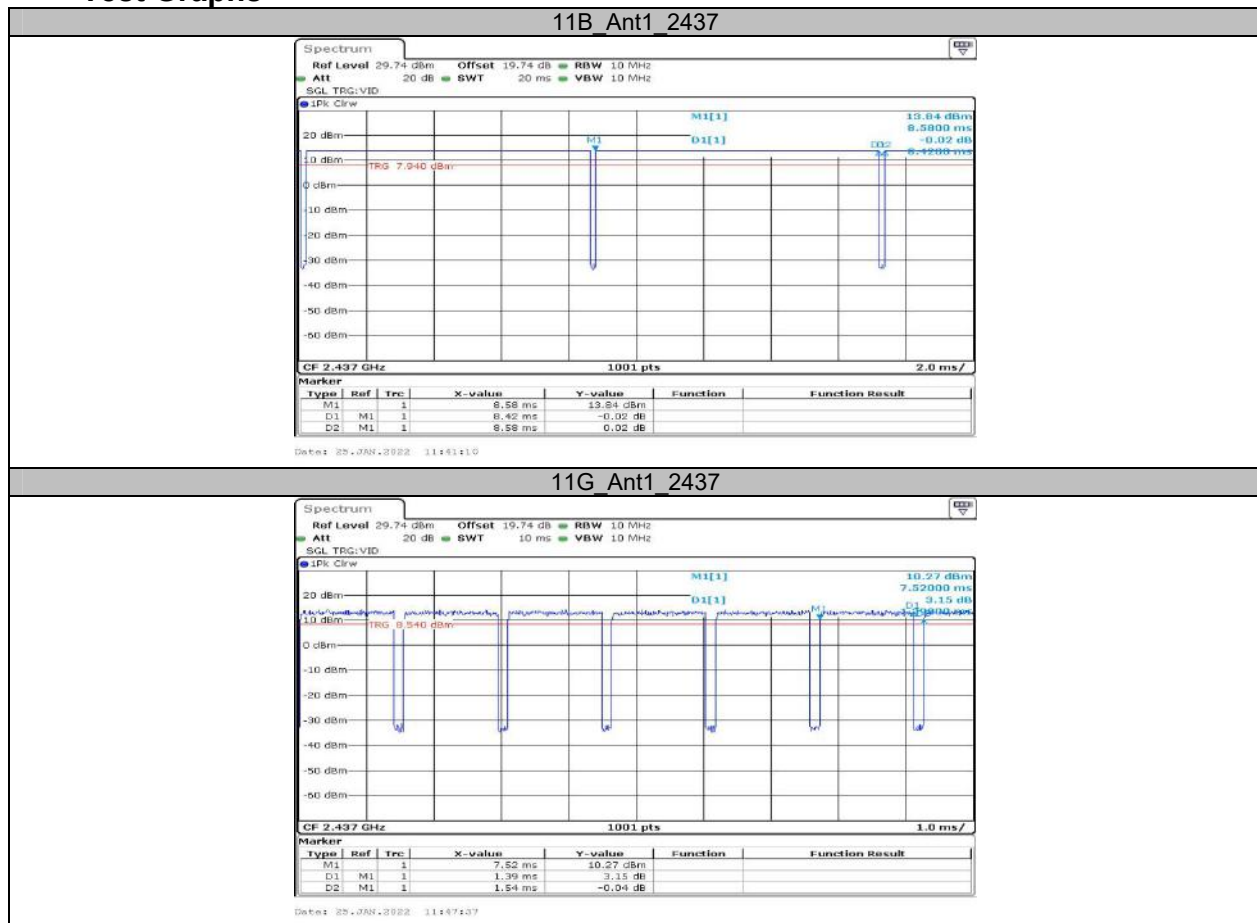 11B_Ant1_2437
Spectrum
Ref Level 29.74 dBm Offset 19.74 dB RBW 10 MHz
Att 20 dB SWT 20 ms VBW 10 MHz
SGL TRG:VID
1Pk Clrw
M1[1] 13.84 dBm
8.5800 ms
20 dBm
M1
D1[1] -0.02 dB
D2
8.4200 ms
10 dBm
TRG 7.940 dBm
0 dBm
-10 dBm
-20 dBm
-30 dBm
-40 dBm
-50 dBm
-60 dBm
CF 2.437 GHz 1001 pts 2.0 ms/
Marker
Type Ref Trc X-value Y-value Function Function Result
M1 1 8.58 ms 13.84 dBm
D1 M1 1 8.42 ms -0.02 dB
D2 M1 1 8.58 ms 0.02 dB
Date: 25.JAN.2022 11:41:10
11G_Ant1_2437
Spectrum
Ref Level 29.74 dBm Offset 19.74 dB RBW 10 MHz
Att 20 dB SWT 10 ms VBW 10 MHz
SGL TRG:VID
1Pk Clrw
M1[1] 10.27 dBm
7.52000 ms
20 dBm
D1[1] 3.15 dB
M1
D1
10 dBm
TRG 8.540 dBm
0 dBm
-10 dBm
-20 dBm
-30 dBm
-40 dBm
-50 dBm
-60 dBm
CF 2.437 GHz 1001 pts 1.0 ms/
Marker
Type Ref Trc X-value Y-value Function Function Result
M1 1 7.52 ms 10.27 dBm
D1 M1 1 1.39 ms 3.15 dB
D2 M1 1 1.54 ms -0.04 dB
Date: 25.JAN.2022 11:47:37